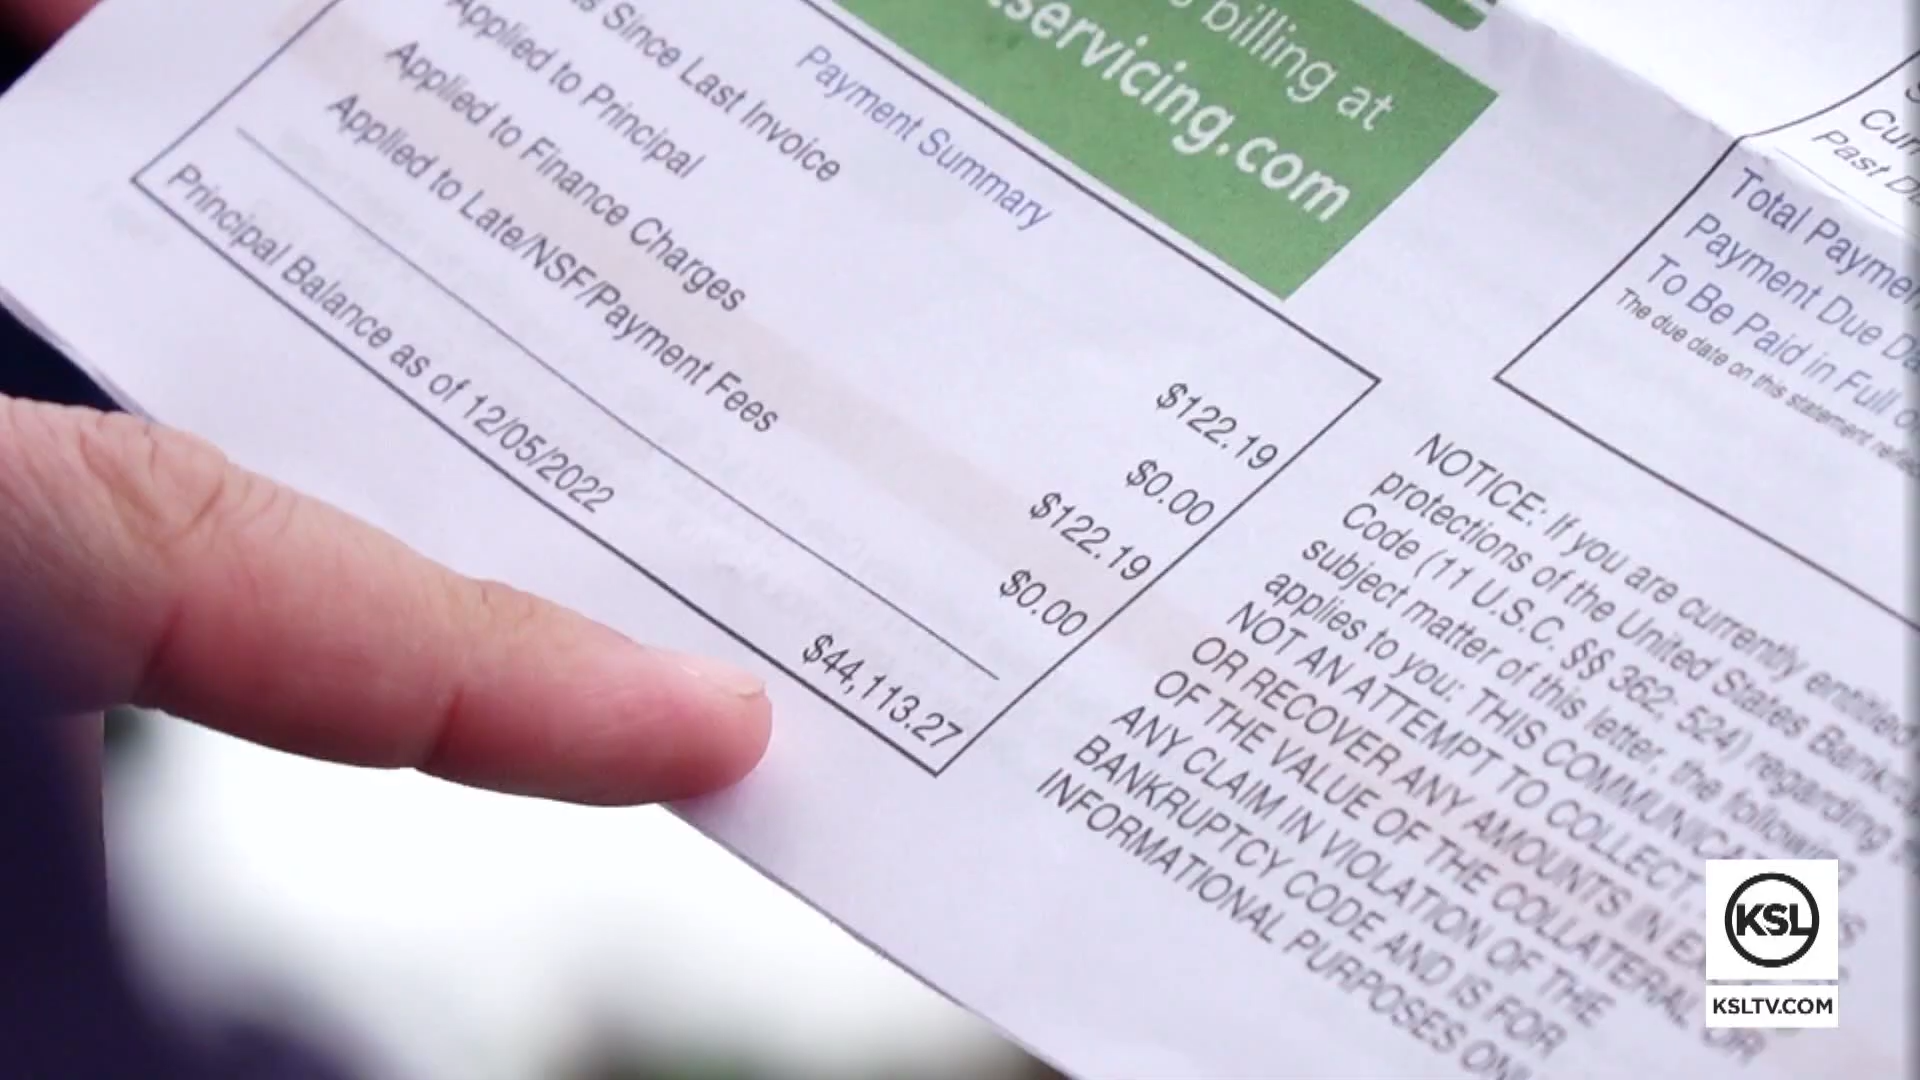 billing at
servicing.com
Payment Summary
Since Last Invoice $122.19
Applied to Principal $0.00
Applied to Finance Charges $122.19
Applied to Late/NSF/Payment Fees $0.00
Principal Balance as of 12/05/2022 $44,113.27
Past
Total
Payment Due
To Be Paid in Full
The due date on this statement
NOTICE: If you are currently entitled
protections of the United States
Code (11 U.S.C. §§ 362; 524) regarding
subject matter of this letter, the following
applies to you: THIS
NOT AN ATTEMPT TO COLLECT,
OR RECOVER ANY AMOUNTS IN
OF THE VALUE OF THE COLLATERAL, OR
ANY CLAIM IN VIOLATION OF THE
BANKRUPTCY CODE AND IS FOR
INFORMATIONAL PURPOSES
KSL
KSLTV.COM